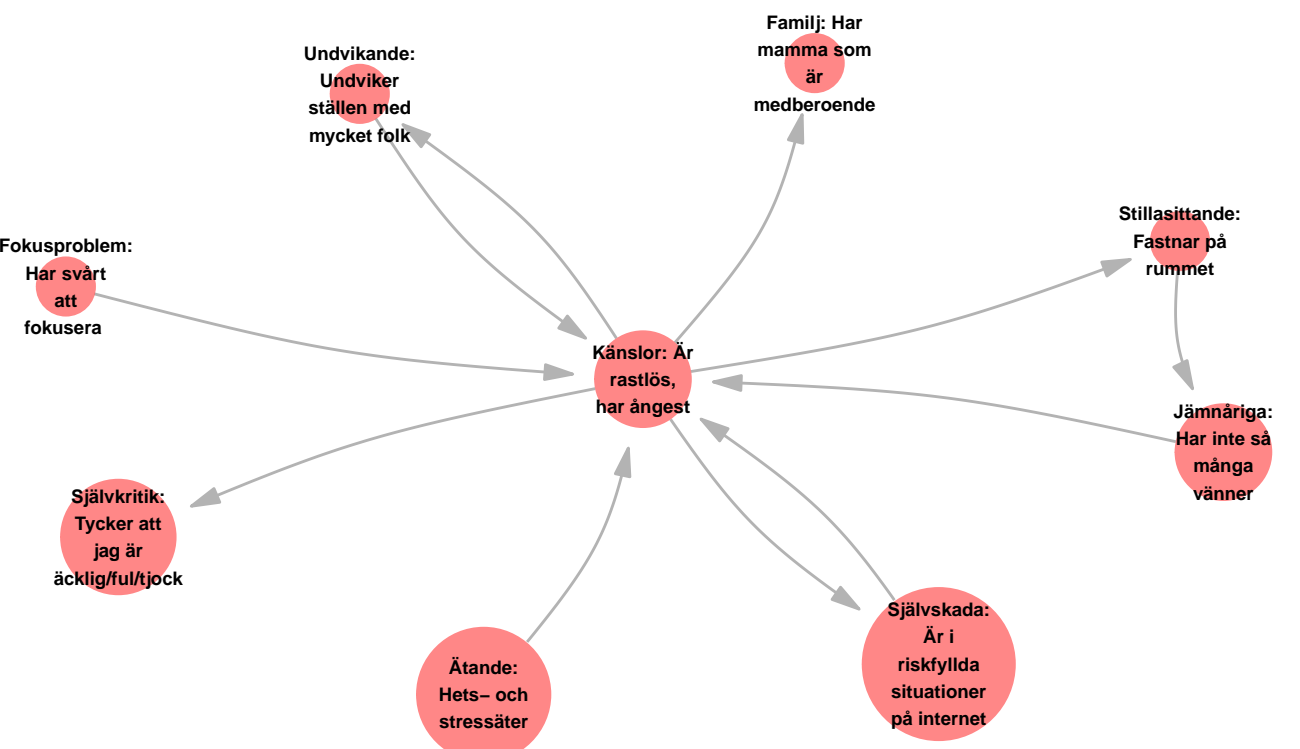 Familj: Har
mamma som
är
medberoende
Undvikande:
Undviker
ställen med
mycket folk
Stillasittande:
Fastnar på
rummet
Fokusproblem:
Har svårt
att
fokusera
Känslor: Är
rastlös,
har ångest
Jämnåriga:
Har inte så
många
vänner
Självkritik:
Tycker att
jag är
äcklig/ful/tjock
Självskada:
Är i
riskfyllda
situationer
på internet
Ätande:
Hets− och
stressäter